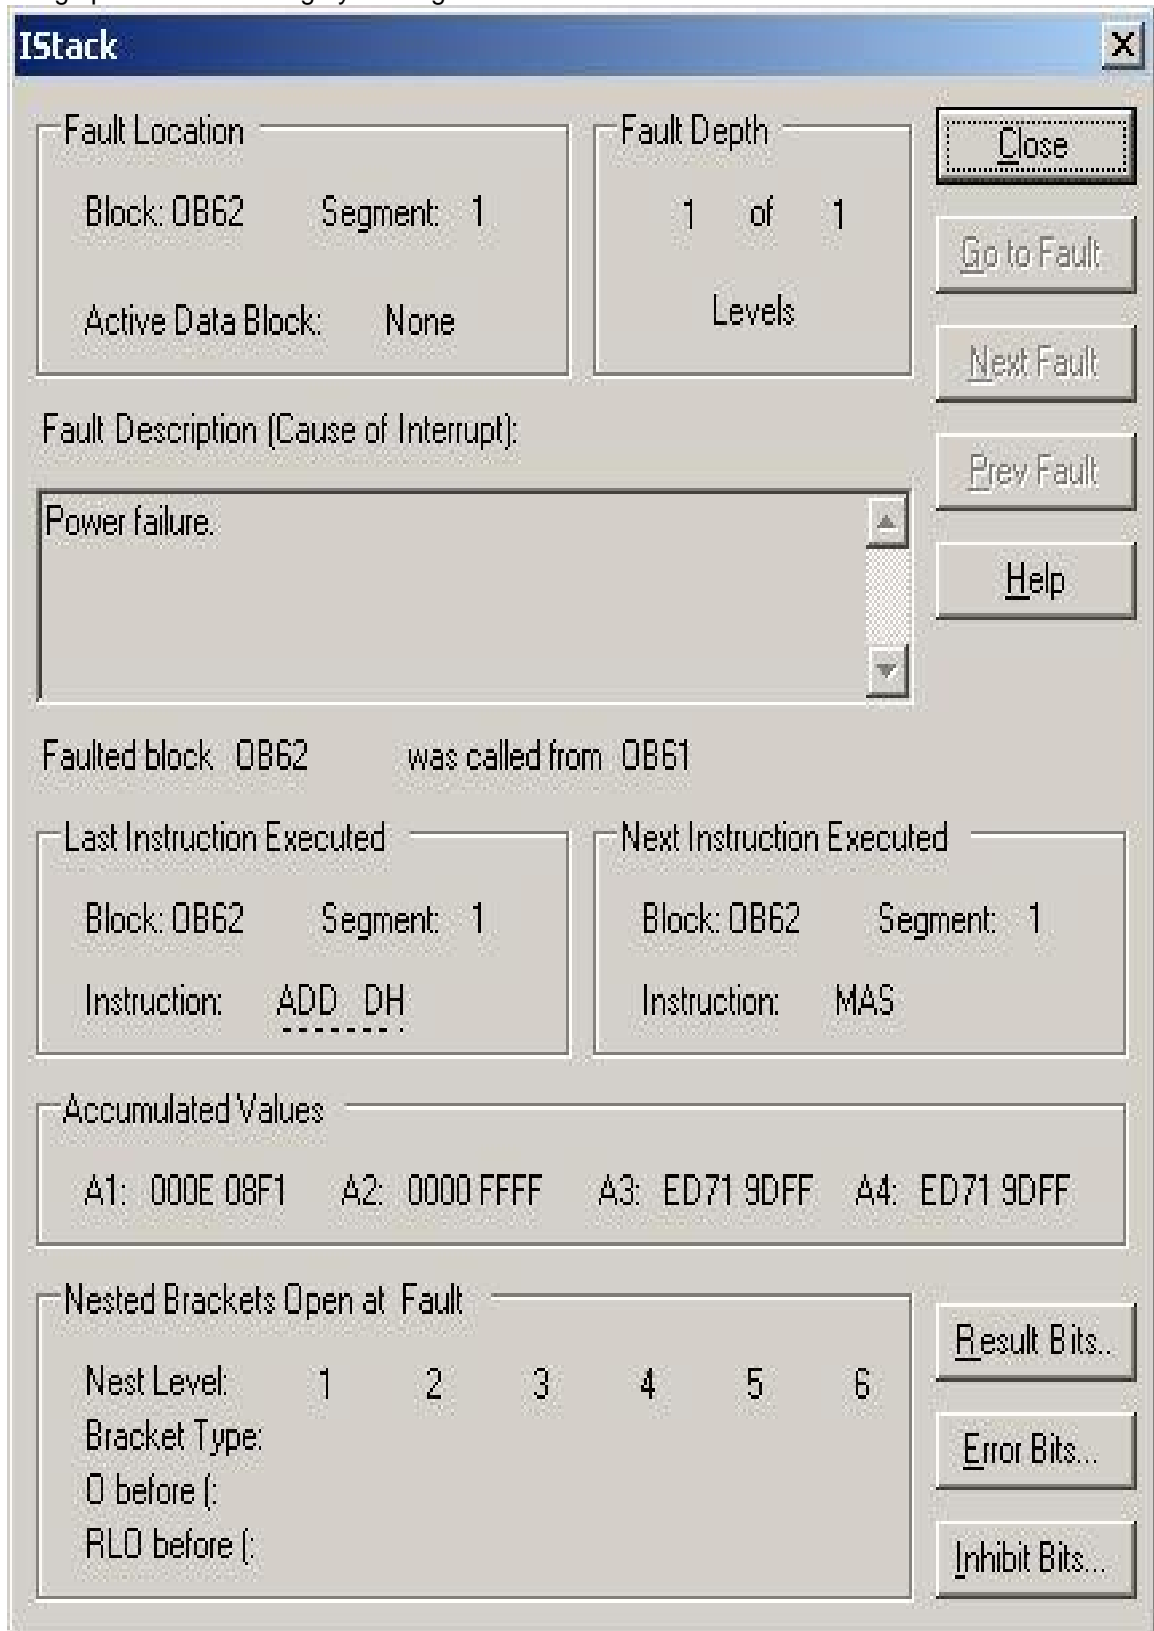 IStack
Fault Location
Block: OB62 Segment: 1
Active Data Block: None
Fault Depth
1 of 1
Levels
Close
Go to Fault
Next Fault
Prev Fault
Help
Fault Description (Cause of Interrupt):
Power failure.
Faulted block OB62 was called from OB61
Last Instruction Executed
Block: OB62 Segment: 1
Instruction: ADD DH
Next Instruction Executed
Block: OB62 Segment: 1
Instruction: MAS
Accumulated Values
A1: 000E 08F1 A2: 0000 FFFF A3: ED71 9DFF A4: ED71 9DFF
Nested Brackets Open at Fault
Nest Level: 1 2 3 4 5 6
Bracket Type:
O before (:
RLO before (:
Result Bits..
Error Bits...
Inhibit Bits...